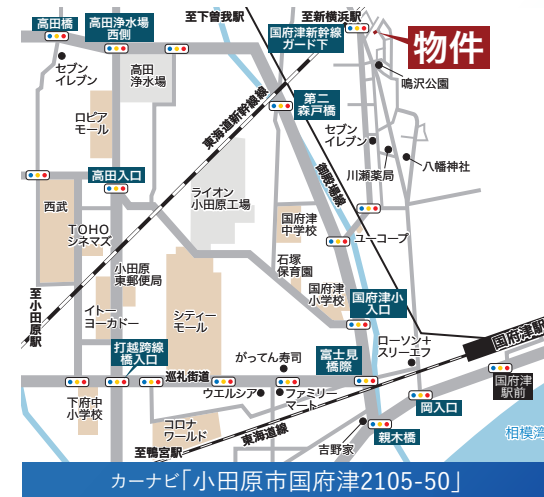 至下曽我駅
至新横浜駅
高田橋
高田浄水場
西側
国府津新幹線
ガード下
物件
セブン
イレブン
高田
浄水場
鳴沢公園
ロピア
モール
東海道新幹線線
第二
森戸橋
セブン
イレブン
川瀬薬局
八幡神社
高田入口
御殿場線
西武
ライオン
小田原工場
TOHO
シネマズ
国府津
中学校
ユーコープ
小田原
東郵便局
石塚
保育園
国府津
小学校
至小田原駅
イトー
ヨーカドー
シティー
モール
国府津小
入口
国府津駅
打越跨線
橋入口
がってん寿司
富士見
橋際
ローソン+
スリーエフ
巡礼街道
ウエルシア
ファミリー
マート
国府津
駅前
下府中
小学校
岡入口
コロナ
ワールド
東海道線
親木橋
相模湾
至鴨宮駅
吉野家
カーナビ「小田原市国府津2105-50」